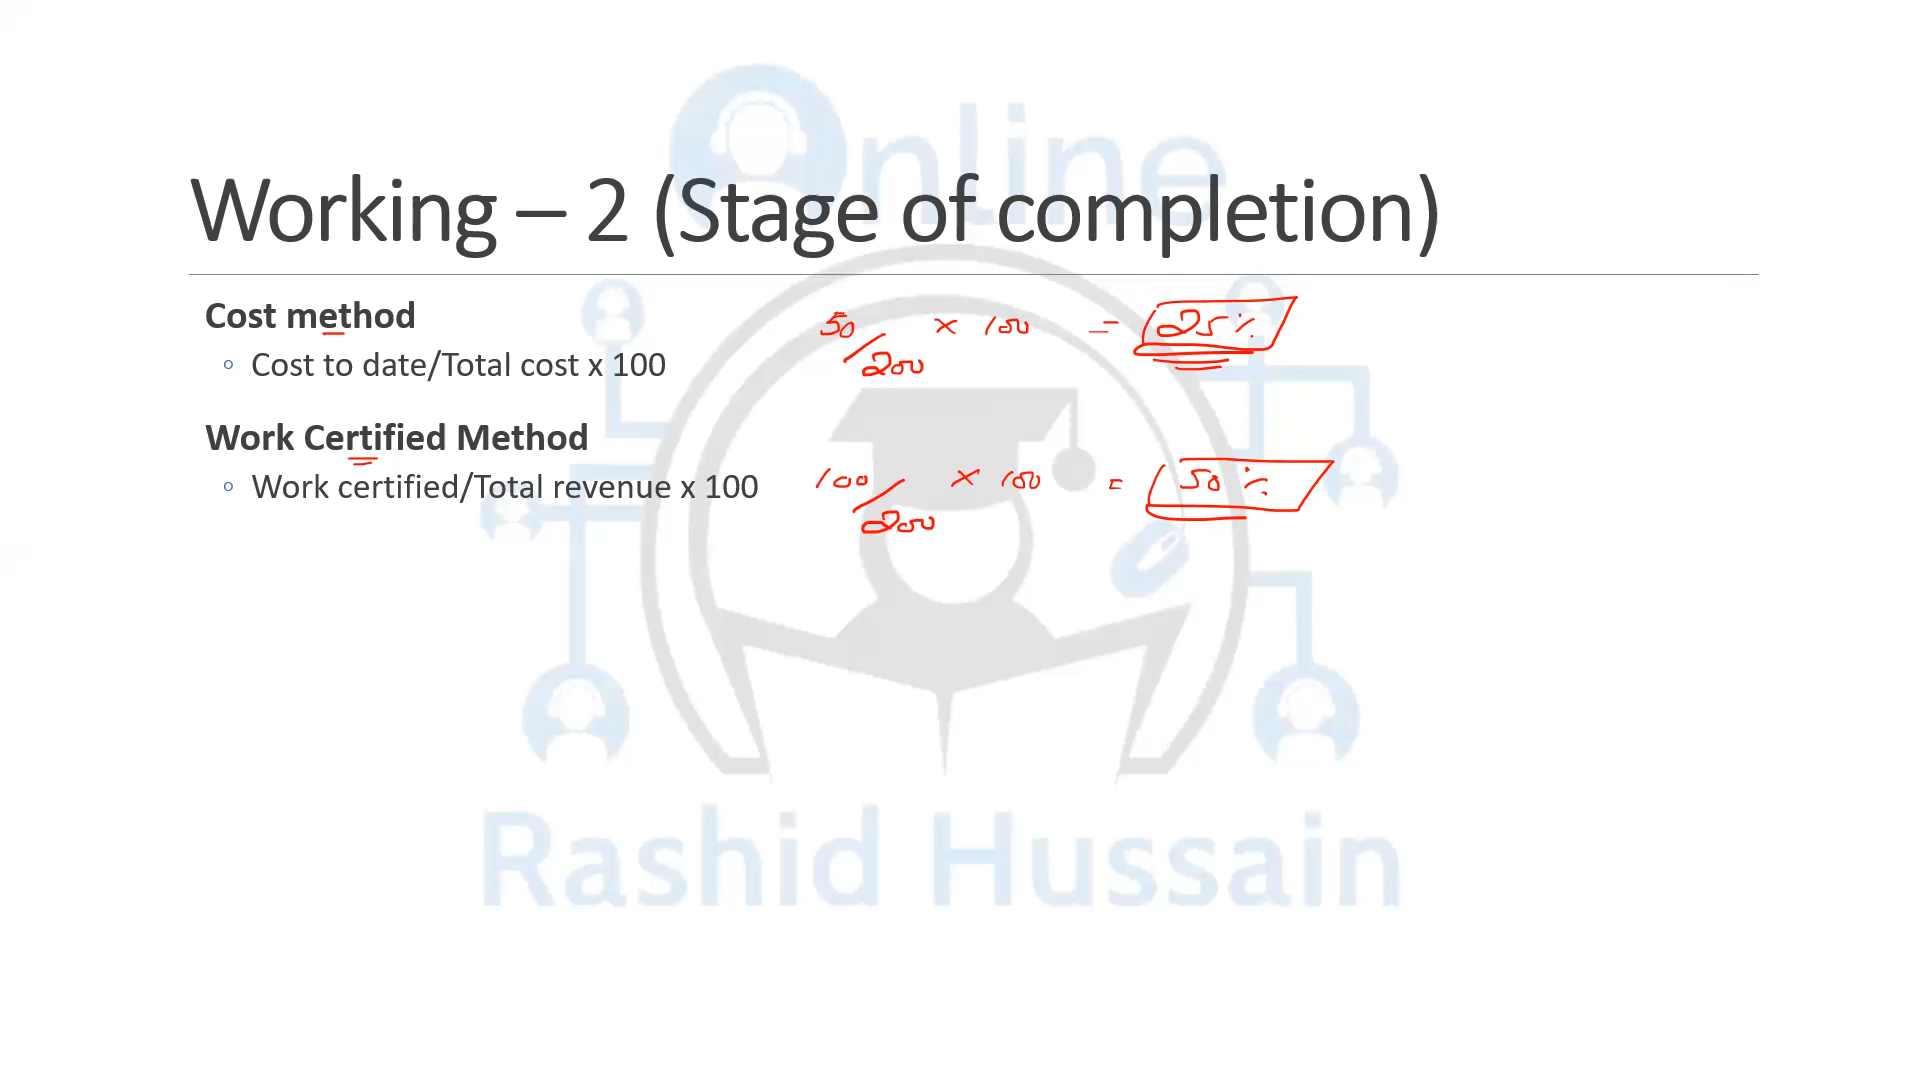 Online
Working – 2 (Stage of completion)
Cost method
50/200 × 100 = 25%
◦ Cost to date/Total cost x 100
Work Certified Method
◦ Work certified/Total revenue x 100
100/200 × 100 = 50%
Rashid Hussain